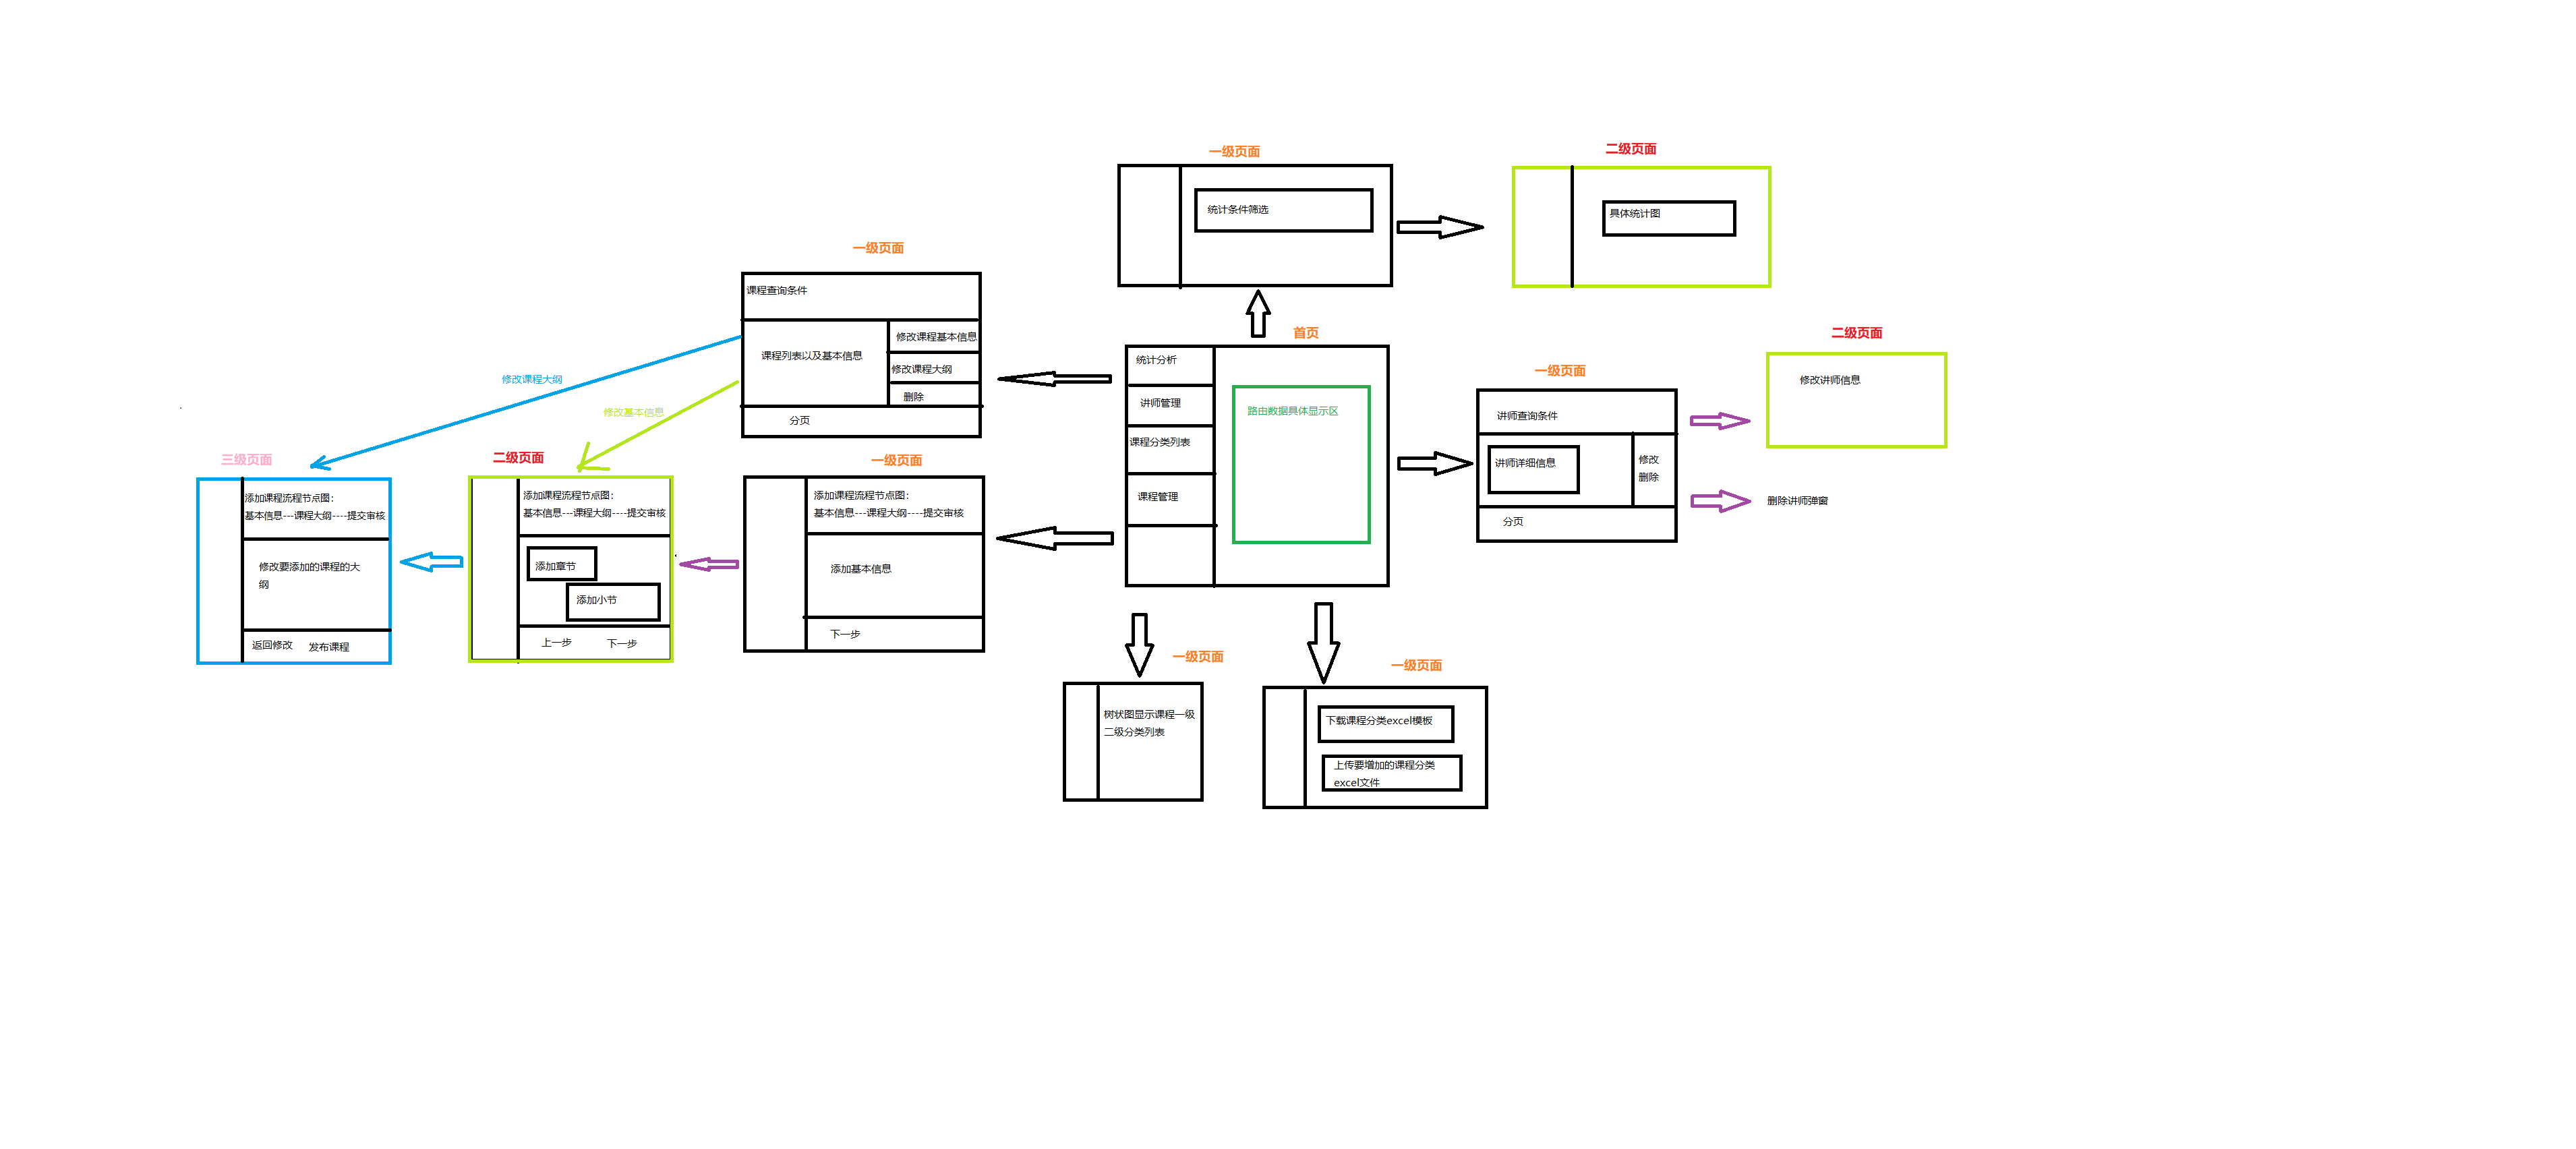 一级页面
统计条件筛选
二级页面
具体统计图
一级页面
课程查询条件
课程列表以及基本信息
修改课程基本信息
修改课程大纲
删除
分页
修改课程大纲
修改基本信息
首页
统计分析
讲师管理
课程分类列表
课程管理
路由数据具体显示区
一级页面
讲师查询条件
讲师详细信息
修改
删除
分页
二级页面
修改讲师信息
删除讲师弹窗
三级页面
添加课程流程节点图：
基本信息---课程大纲----提交审核
修改要添加的课程的大
纲
返回修改
发布课程
二级页面
添加课程流程节点图：
基本信息---课程大纲----提交审核
添加章节
添加小节
上一步
下一步
一级页面
添加课程流程节点图：
基本信息---课程大纲----提交审核
添加基本信息
下一步
一级页面
树状图显示课程一级
二级分类列表
一级页面
下载课程分类excel模板
上传要增加的课程分类
excel文件